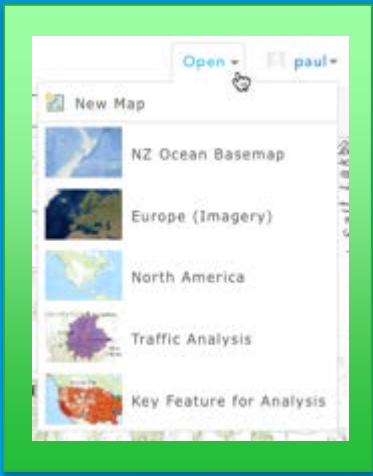 Open paul
New Map
NZ Ocean Basemap
Europe (Imagery)
North America
Traffic Analysis
Key Feature for Analysis